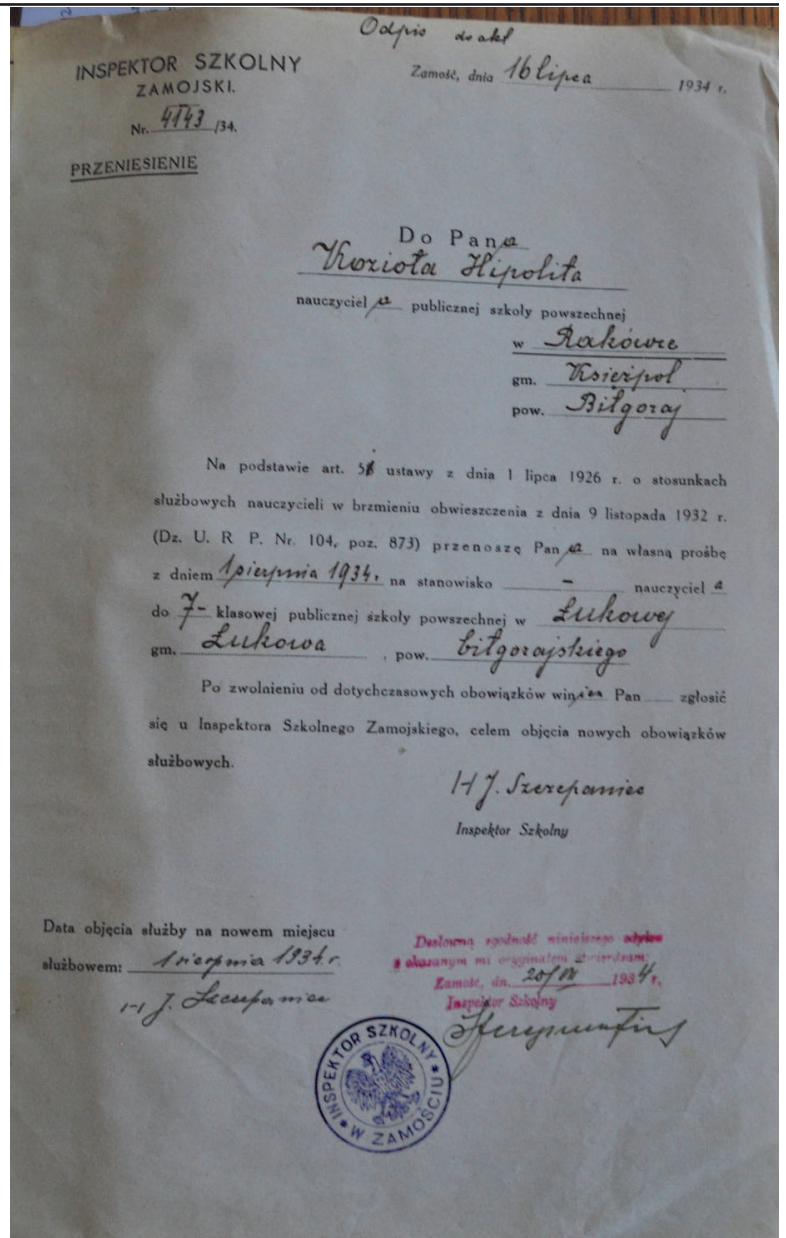 Odpis do akt
INSPEKTOR SZKOLNY
ZAMOJSKI.
Zamość, dnia 16 lipca 1934 r.
Nr. 4143 /34.
PRZENIESIENIE
Do Pana
Kozioła Hipolita
nauczyciela publicznej szkoły powszechnej
w Rakówce
gm. Księżpol
pow. Biłgoraj
Na podstawie art. 58 ustawy z dnia 1 lipca 1926 r. o stosunkach
służbowych nauczycieli w brzmieniu obwieszczenia z dnia 9 listopada 1932 r.
(Dz. U. R P. Nr. 104, poz. 873) przenoszę Pana na własną prośbę
z dniem 1 sierpnia 1934 r. na stanowisko – nauczyciela
do 7- klasowej publicznej szkoły powszechnej w Łukowej
gm. Łukowa , pow. biłgorajskiego
Po zwolnieniu od dotychczasowych obowiązków winien Pan zgłosić
się u Inspektora Szkolnego Zamojskiego, celem objęcia nowych obowiązków
służbowych.
/-/ J. Szczepaniec
Inspektor Szkolny
Data objęcia służby na nowem miejscu
służbowem: 1 sierpnia 1934 r.
/-/ J. Szczepaniec
Dosłowną zgodność niniejszego odpisu
z okazanym mi oryginałem stwierdzam:
Zamość, dn. 20/VII 1934 r.
Inspektor Szkolny
INSPEKTOR SZKOLNY
W ZAMOŚCIU